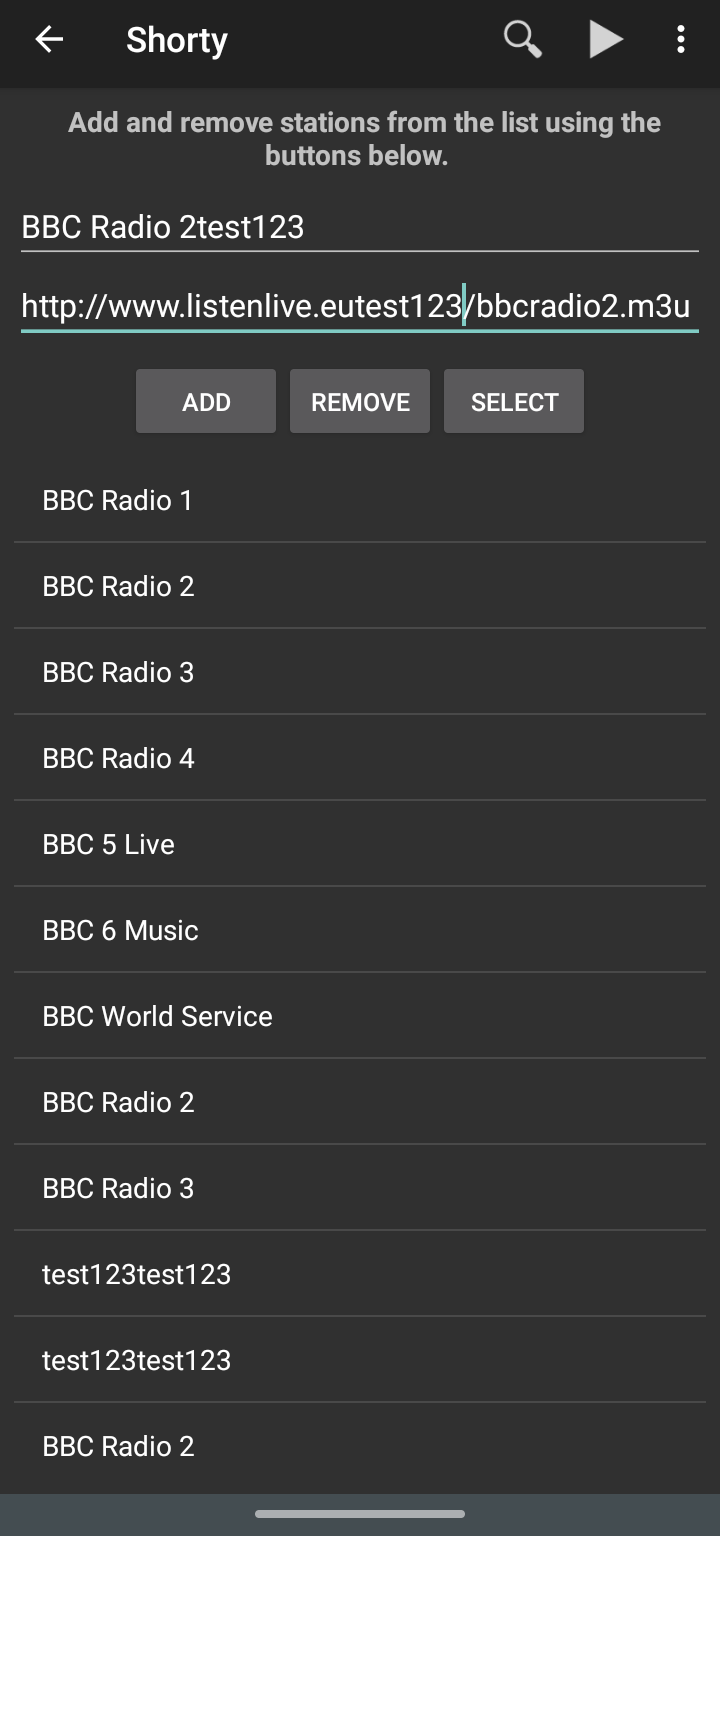 Shorty
Add and remove stations from the list using the
buttons below.
BBC Radio 2test123
http://www.listenlive.eutest123/bbcradio2.m3u
ADD REMOVE SELECT
BBC Radio 1
BBC Radio 2
BBC Radio 3
BBC Radio 4
BBC 5 Live
BBC 6 Music
BBC World Service
BBC Radio 2
BBC Radio 3
test123test123
test123test123
BBC Radio 2